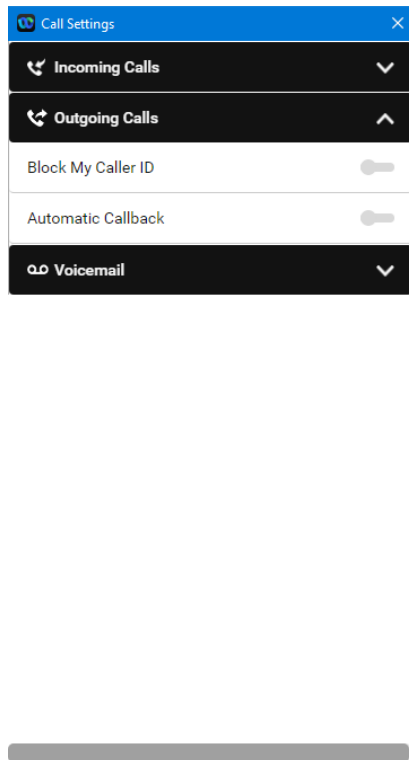 Call Settings
Incoming Calls
Outgoing Calls
Block My Caller ID
Automatic Callback
Voicemail